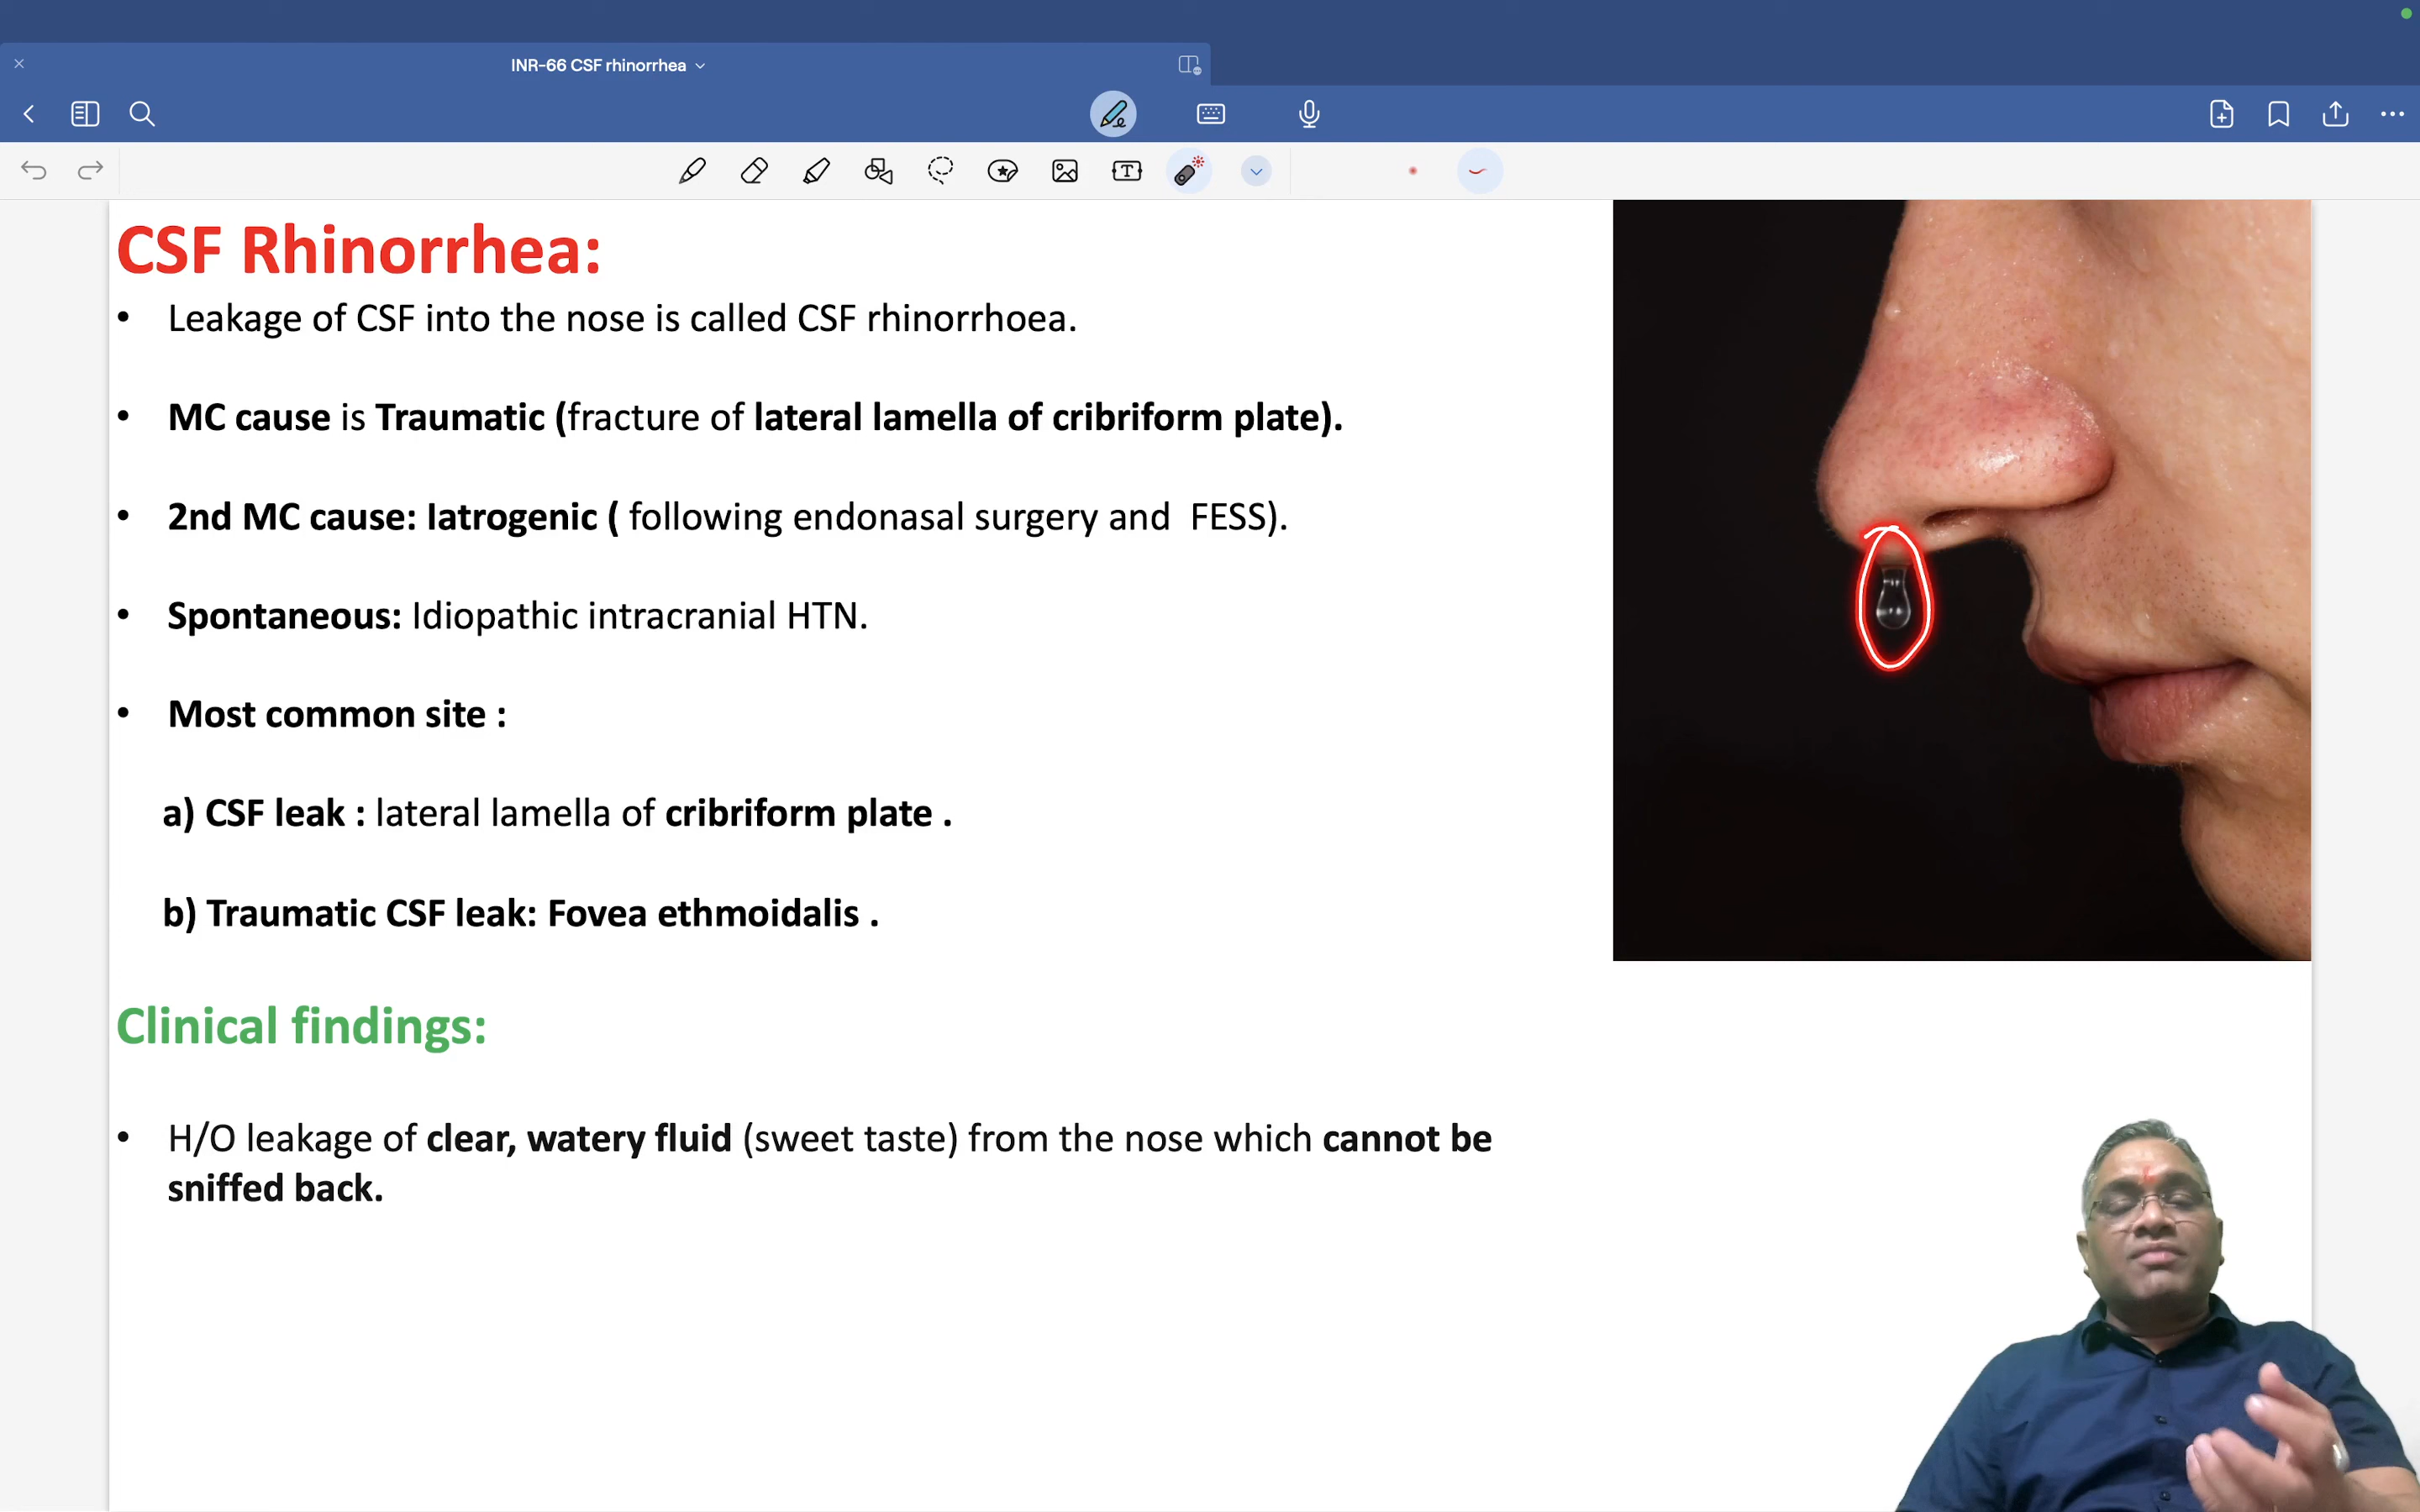 INR-66 CSF rhinorrhea
CSF Rhinorrhea:
• Leakage of CSF into the nose is called CSF rhinorrhoea.
• MC cause is Traumatic (fracture of lateral lamella of cribriform plate).
• 2nd MC cause: Iatrogenic ( following endonasal surgery and FESS).
• Spontaneous: Idiopathic intracranial HTN.
• Most common site :
a) CSF leak : lateral lamella of cribriform plate .
b) Traumatic CSF leak: Fovea ethmoidalis .
Clinical findings:
• H/O leakage of clear, watery fluid (sweet taste) from the nose which cannot be
sniffed back.